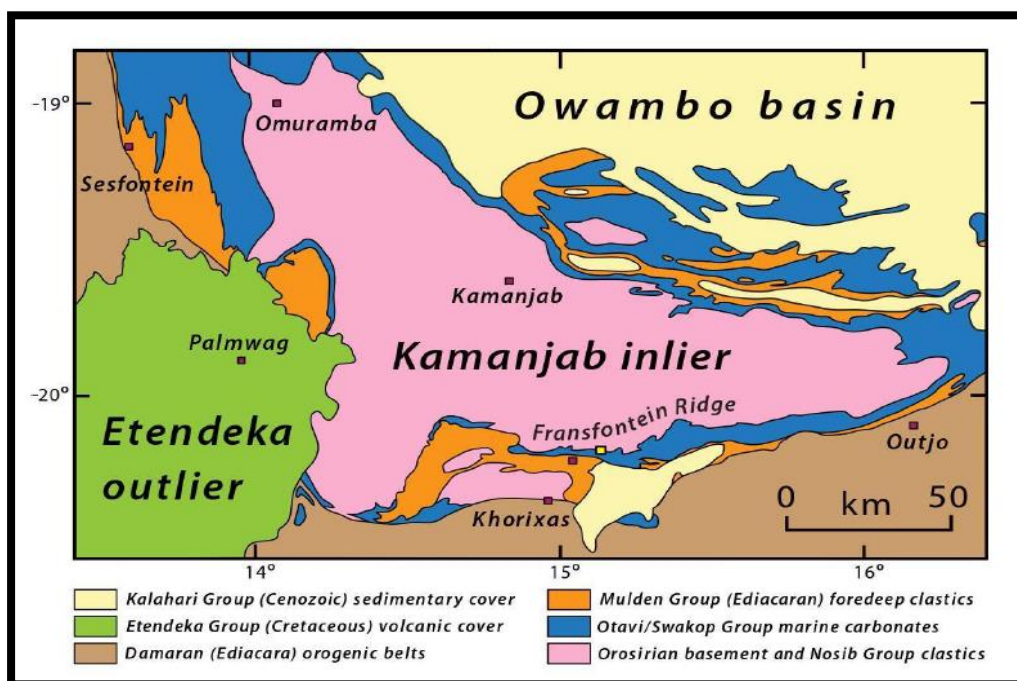 -19°
Owambo basin
Omuramba
Sesfontein
Kamanjab
Palmwag
Kamanjab inlier
-20°
Fransfontein Ridge
Etendeka
outlier
Outjo
Khorixas
0 50
km
14° 15° 16°
Kalahari Group (Cenozoic) sedimentary cover
Etendeka Group (Cretaceous) volcanic cover
Damaran (Ediacara) orogenic belts
Mulden Group (Ediacaran) foredeep clastics
Otavi/Swakop Group marine carbonates
Orosirian basement and Nosib Group clastics